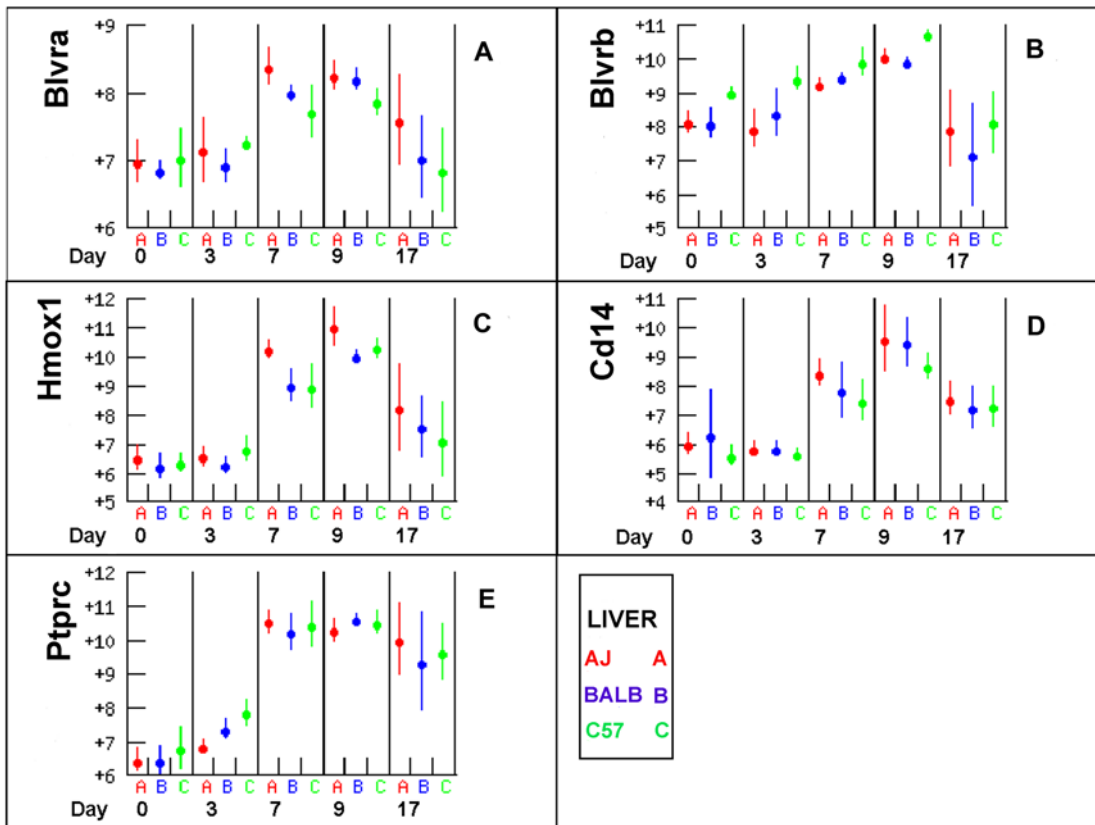 Blvra
A
+9
+8
+7
+6
A B C A B C A B C A B C A B C
Day 0 3 7 9 17
Blvrb
B
+11
+10
+9
+8
+7
+6
+5
A B C A B C A B C A B C A B C
Day 0 3 7 9 17
Hmox1
C
+12
+11
+10
+9
+8
+7
+6
+5
A B C A B C A B C A B C A B C
Day 0 3 7 9 17
Cd14
D
+11
+10
+9
+8
+7
+6
+5
+4
A B C A B C A B C A B C A B C
Day 0 3 7 9 17
Ptprc
E
+12
+11
+10
+9
+8
+7
+6
A B C A B C A B C A B C A B C
Day 0 3 7 9 17
LIVER
AJ A
BALB B
C57 C